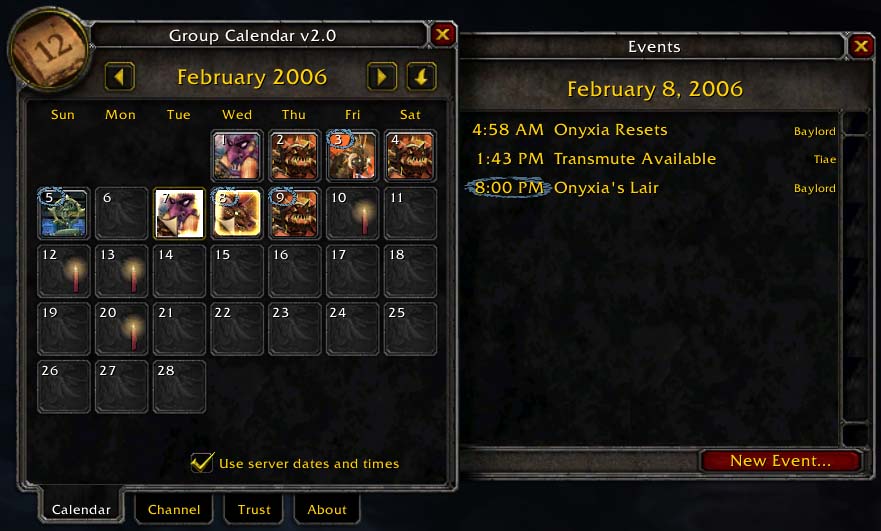 12
Group Calendar v2.0
February 2006
Sun Mon Tue Wed Thu Fri Sat
1 2 3 4
5 6 7 8 9 10 11
12 13 14 15 16 17 18
19 20 21 22 23 24 25
26 27 28
Use server dates and times
Calendar Channel Trust About
Events
February 8, 2006
4:58 AM Onyxia Resets Baylord
1:43 PM Transmute Available Tiae
8:00 PM Onyxia's Lair Baylord
New Event...